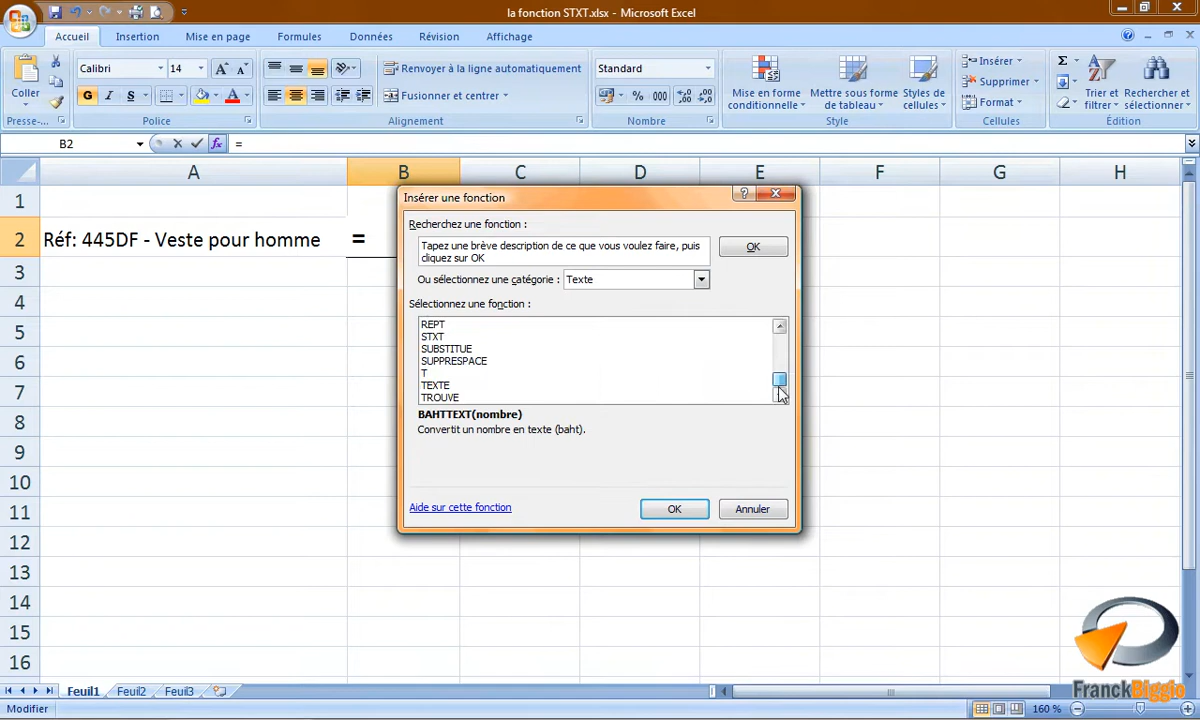 la fonction STXT.xlsx - Microsoft Excel
Accueil Insertion Mise en page Formules Données Révision Affichage
Coller
Calibri 14
G I S
Renvoyer à la ligne automatiquement
Fusionner et centrer
Standard
% 000
Mise en forme conditionnelle
Mettre sous forme de tableau
Styles de cellules
Insérer
Supprimer
Format
Trier et filtrer
Rechercher et sélectionner
Presse-... Police Alignement Nombre Style Cellules Édition
B2 fx =
A B C D E F G H
1
2 Réf: 445DF - Veste pour homme =
3
4
5
6
7
8
9
10
11
12
13
14
15
16
Insérer une fonction
Recherchez une fonction :
Tapez une brève description de ce que vous voulez faire, puis
cliquez sur OK
OK
Ou sélectionnez une catégorie : Texte
Sélectionnez une fonction :
REPT
STXT
SUBSTITUE
SUPPRESPACE
T
TEXTE
TROUVE
BAHTTEXT(nombre)
Convertit un nombre en texte (baht).
Aide sur cette fonction
OK Annuler
FranckBiggio
Feuil1 Feuil2 Feuil3
Modifier 160 %